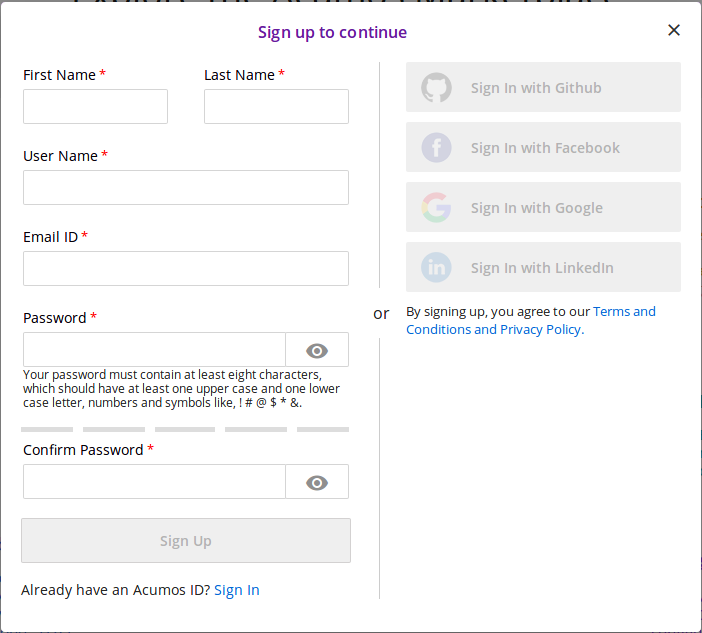 Sign up to continue
First Name *
Last Name *
User Name *
Email ID *
Password *
Your password must contain at least eight characters,
which should have at least one upper case and one lower
case letter, numbers and symbols like, ! # @ $ * &.
Confirm Password *
Sign Up
Already have an Acumos ID? Sign In
or
Sign In with Github
Sign In with Facebook
Sign In with Google
Sign In with LinkedIn
By signing up, you agree to our Terms and
Conditions and Privacy Policy.